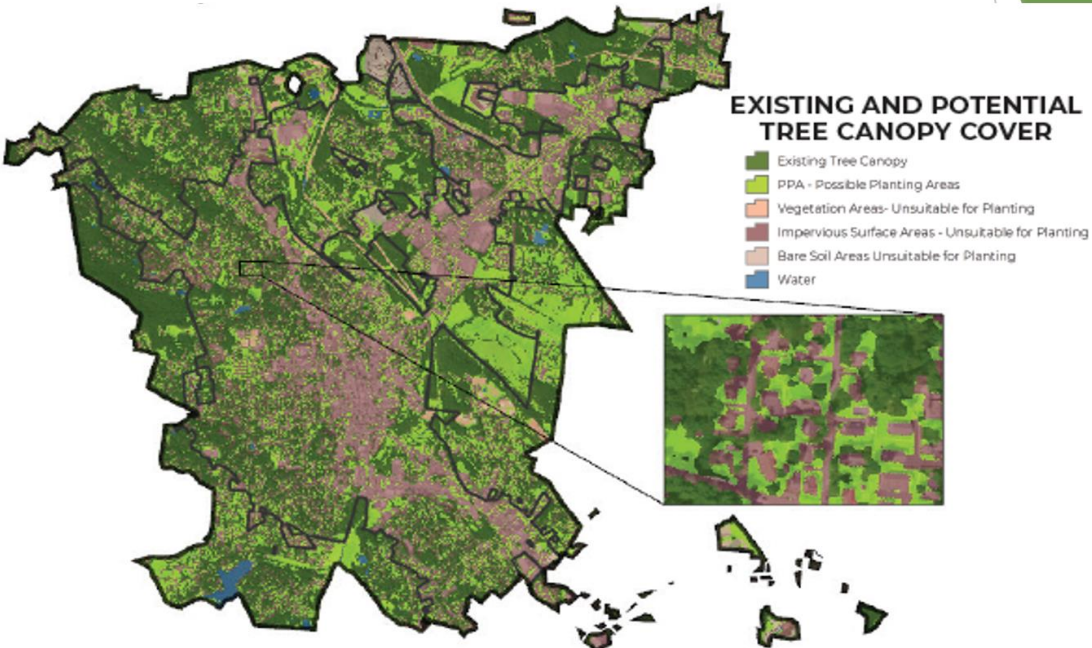 EXISTING AND POTENTIAL
TREE CANOPY COVER
Existing Tree Canopy
PPA - Possible Planting Areas
Vegetation Areas- Unsuitable for Planting
Impervious Surface Areas - Unsuitable for Planting
Bare Soil Areas Unsuitable for Planting
Water